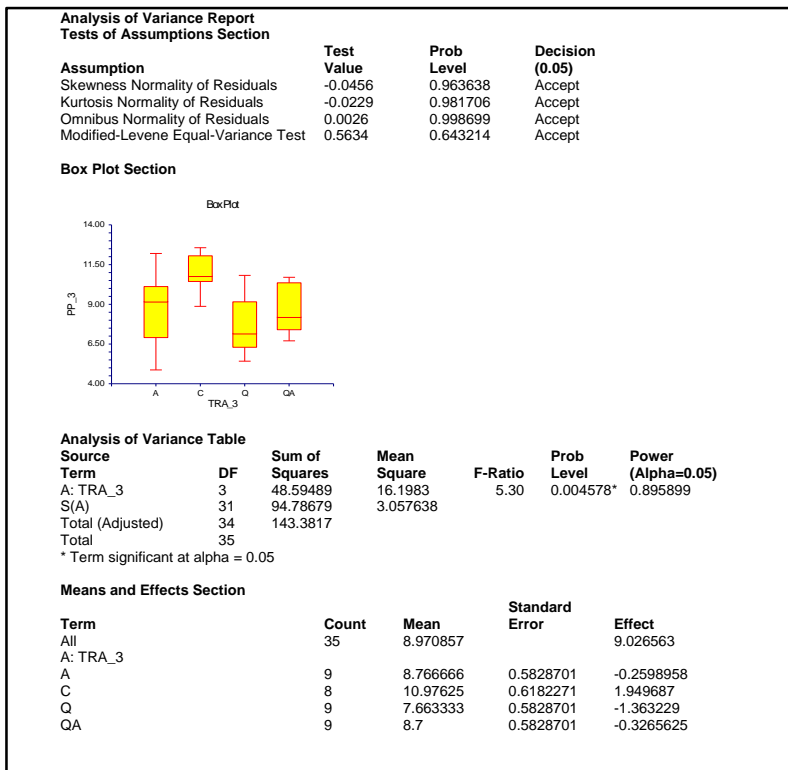 Analysis of Variance Report
Tests of Assumptions Section
Test Prob Decision
Assumption Value Level (0.05)
Skewness Normality of Residuals -0.0456 0.963638 Accept
Kurtosis Normality of Residuals -0.0229 0.981706 Accept
Omnibus Normality of Residuals 0.0026 0.998699 Accept
Modified-Levene Equal-Variance Test 0.5634 0.643214 Accept
Box Plot Section
Box Plot
14.00
11.50
9.00
6.50
4.00
PP_3
A C Q QA
TRA_3
Analysis of Variance Table
Source Sum of Mean Prob Power
Term DF Squares Square F-Ratio Level (Alpha=0.05)
A: TRA_3 3 48.59489 16.1983 5.30 0.004578* 0.895899
S(A) 31 94.78679 3.057638
Total (Adjusted) 34 143.3817
Total 35
* Term significant at alpha = 0.05
Means and Effects Section
Standard
Term Count Mean Error Effect
All 35 8.970857 9.026563
A: TRA_3
A 9 8.766666 0.5828701 -0.2598958
C 8 10.97625 0.6182271 1.949687
Q 9 7.663333 0.5828701 -1.363229
QA 9 8.7 0.5828701 -0.3265625